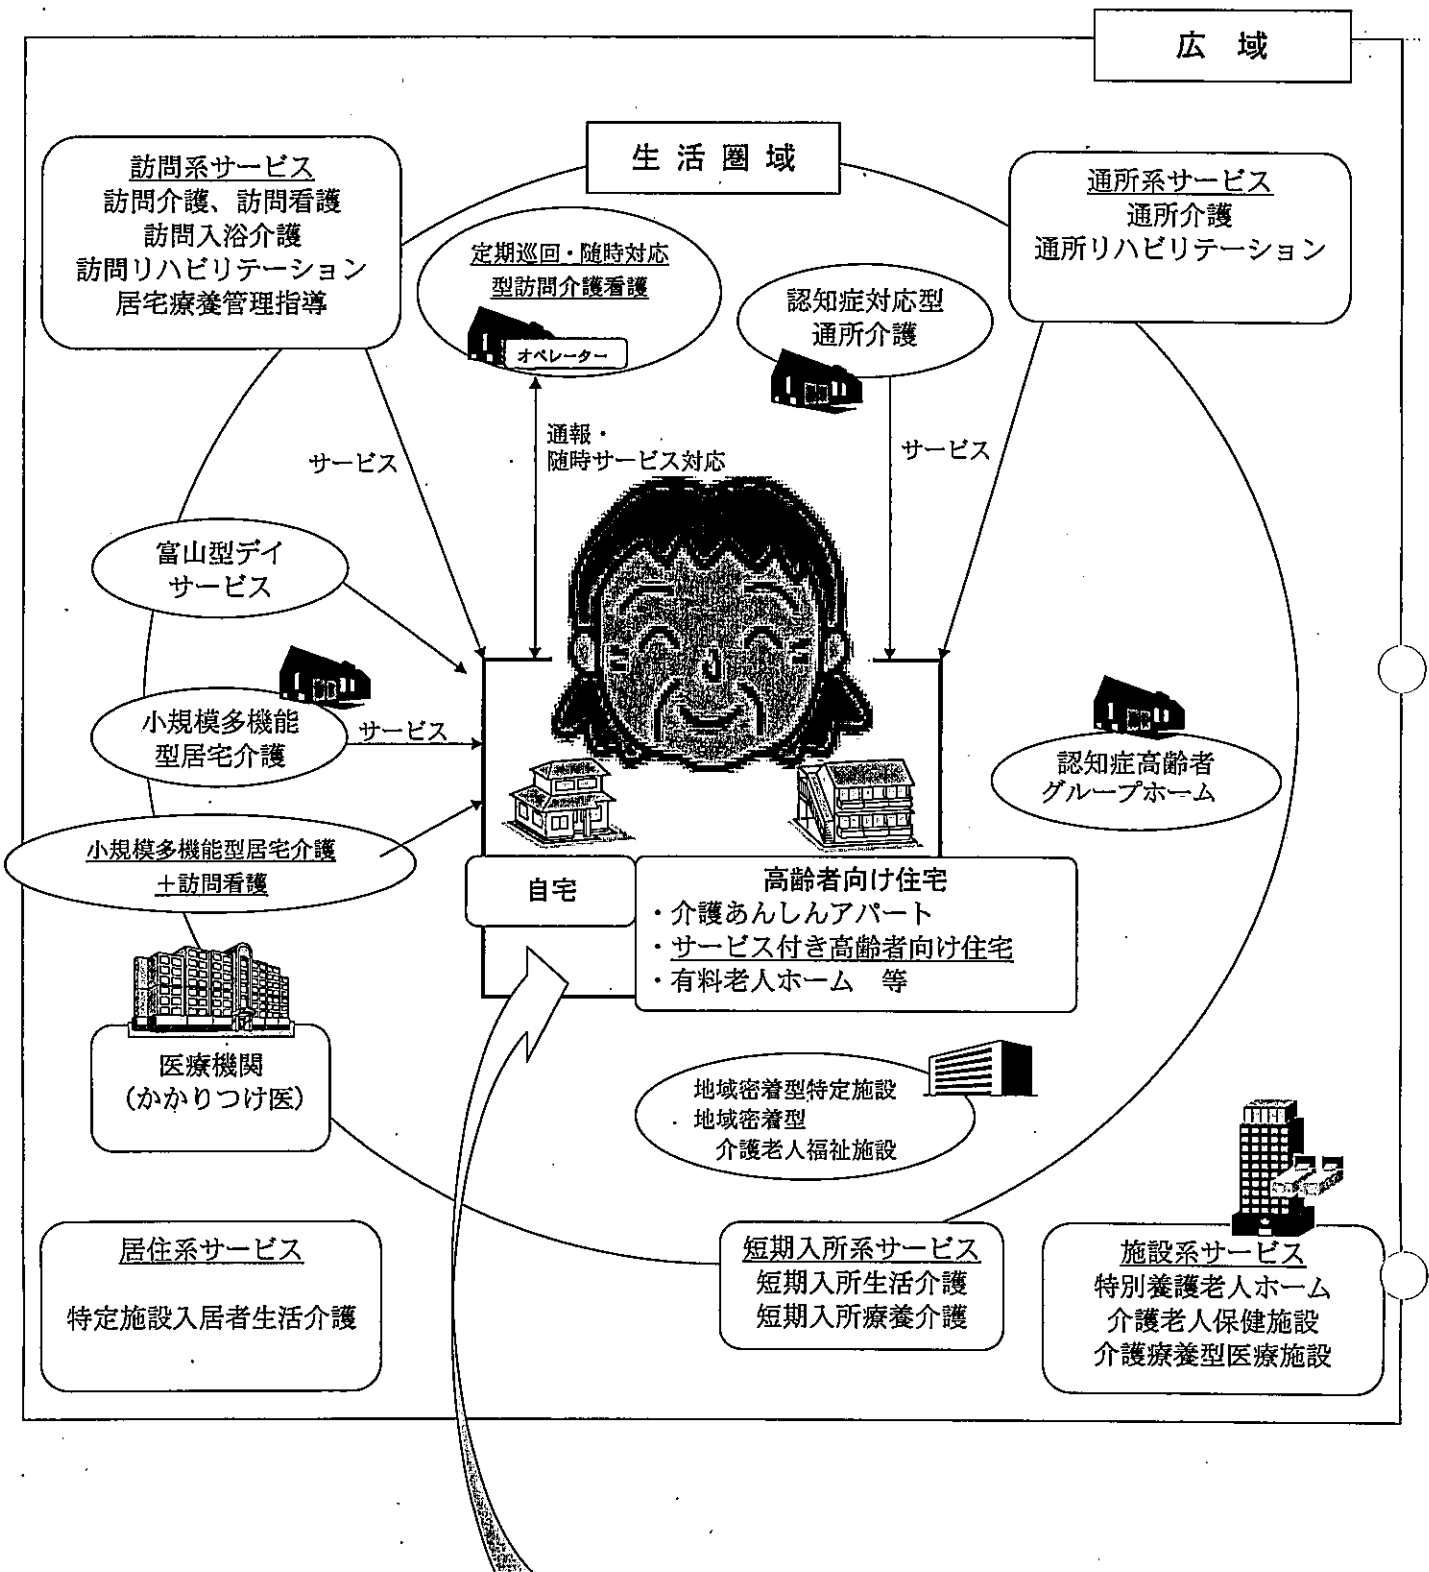 広域
生活圏域
訪問系サービス
訪問介護、訪問看護
訪問入浴介護
訪問リハビリテーション
居宅療養管理指導
定期巡回・随時対応
型訪問介護看護
オペレーター
認知症対応型
通所介護
通所系サービス
通所介護
通所リハビリテーション
サービス
通報・
随時サービス対応
サービス
富山型デイ
サービス
小規模多機能
型居宅介護
サービス
認知症高齢者
グループホーム
小規模多機能型居宅介護
＋訪問看護
自宅
高齢者向け住宅
・介護あんしんアパート
・サービス付き高齢者向け住宅
・有料老人ホーム　等
医療機関
（かかりつけ医）
地域密着型特定施設
地域密着型
介護老人福祉施設
居住系サービス
特定施設入居者生活介護
短期入所系サービス
短期入所生活介護
短期入所療養介護
施設系サービス
特別養護老人ホーム
介護老人保健施設
介護療養型医療施設